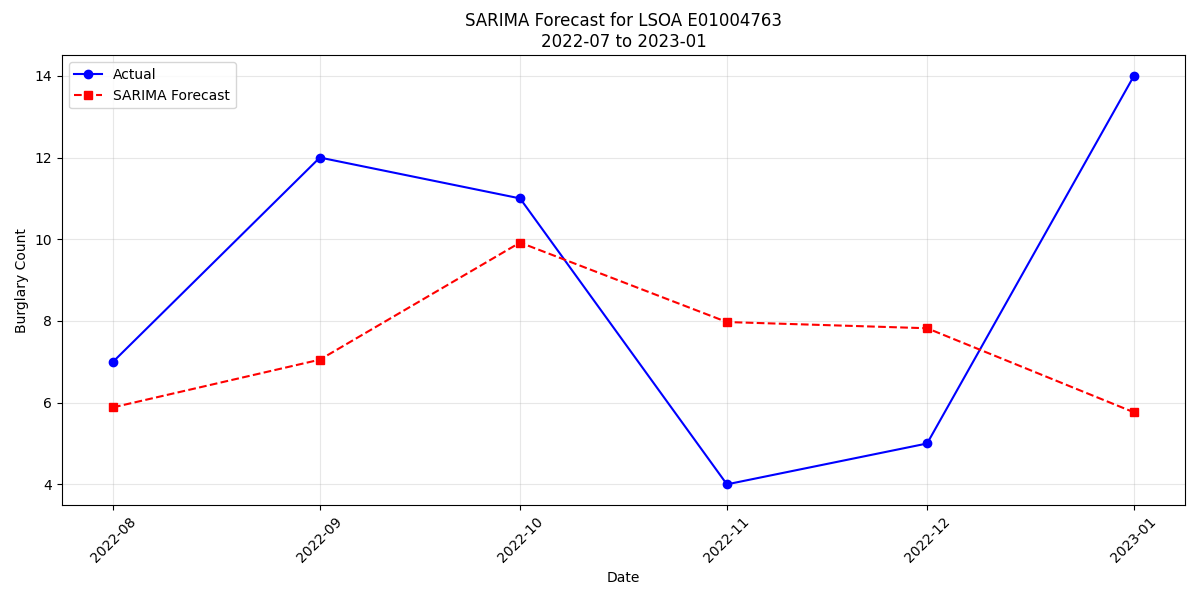 SARIMA Forecast for LSOA E01004763
2022-07 to 2023-01
Actual
SARIMA Forecast
Burglary Count
14
12
10
8
6
4
2022-08
2022-09
2022-10
2022-11
2022-12
2023-01
Date